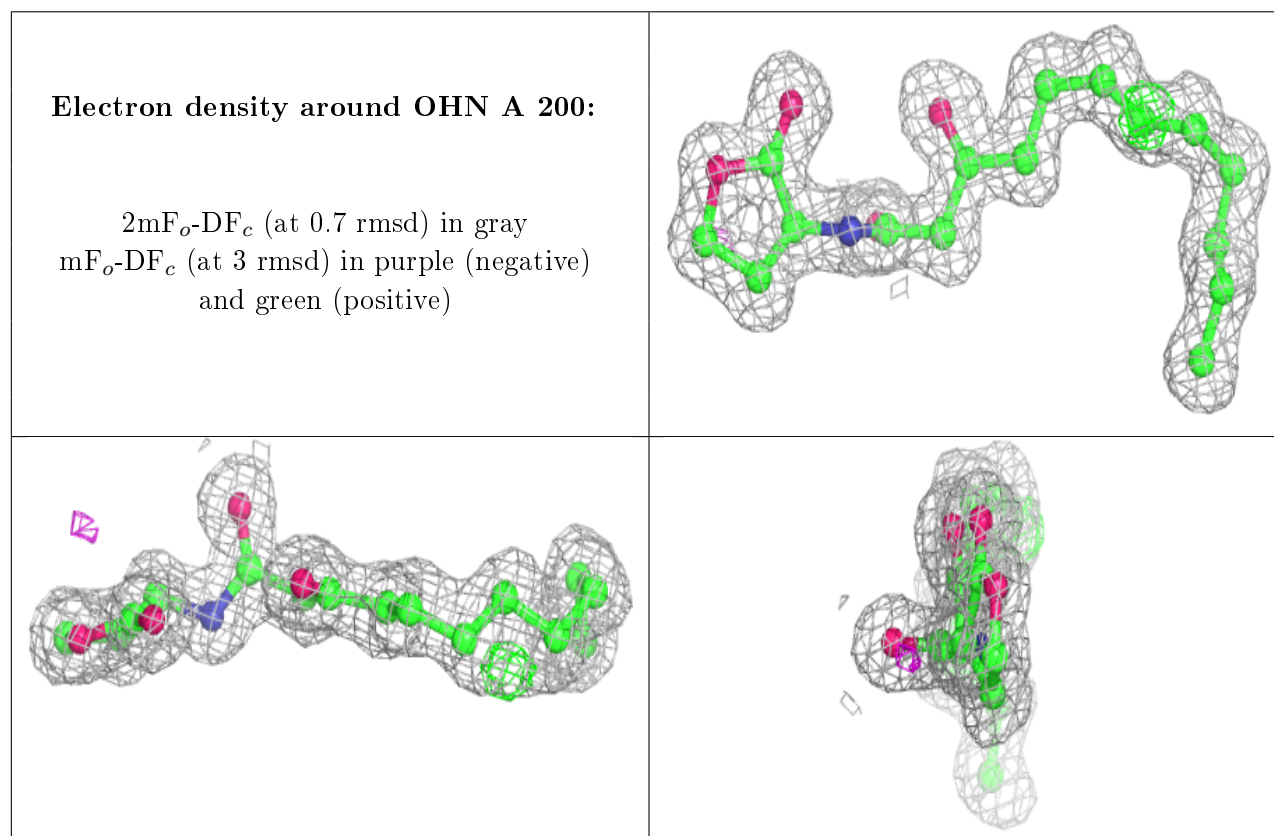 Electron density around OHN A 200:
2mFₒ-DF𝒸 (at 0.7 rmsd) in gray
mFₒ-DF𝒸 (at 3 rmsd) in purple (negative)
and green (positive)